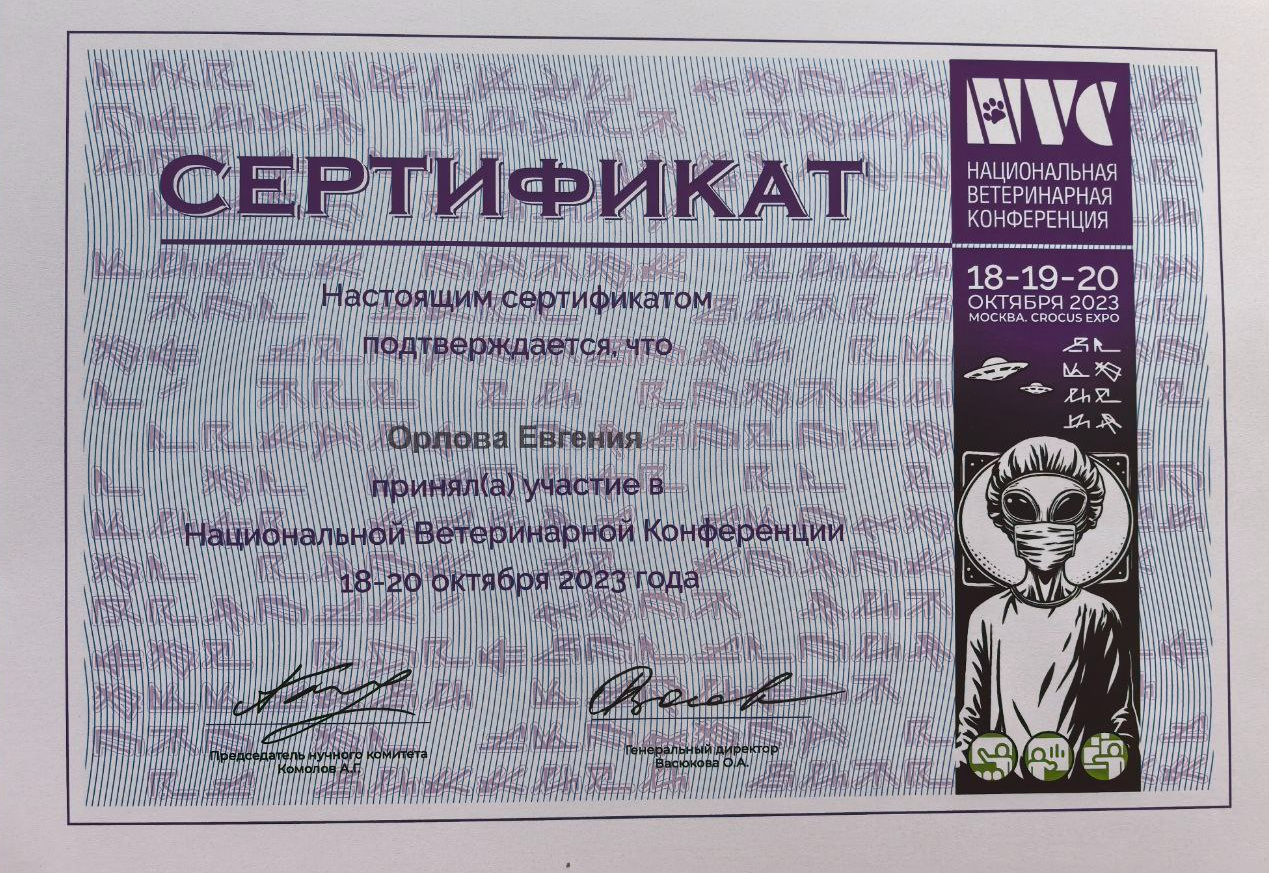 СЕРТИФИКАТ
Настоящим сертификатом
подтверждается, что
Орлова Евгения
принял(а) участие в
Национальной Ветеринарной Конференции
18-20 октября 2023 года
Председатель нучного комитета
Комолов А.Г.
Генеральный директор
Васюкова О.А.
NVC
НАЦИОНАЛЬНАЯ
ВЕТЕРИНАРНАЯ
КОНФЕРЕНЦИЯ
18-19-20
ОКТЯБРЯ 2023
МОСКВА. CROCUS EXPO